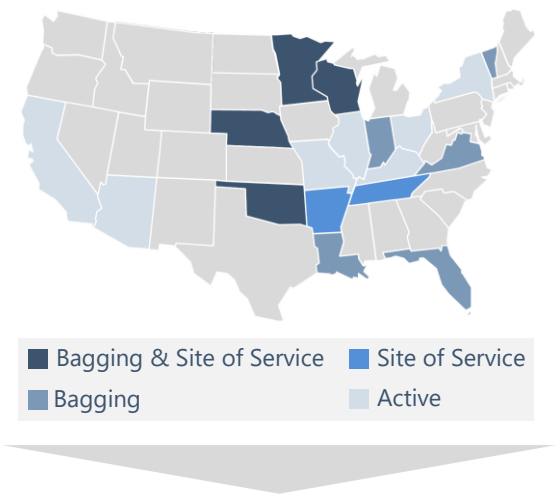 Bagging & Site of Service
Site of Service
Bagging
Active